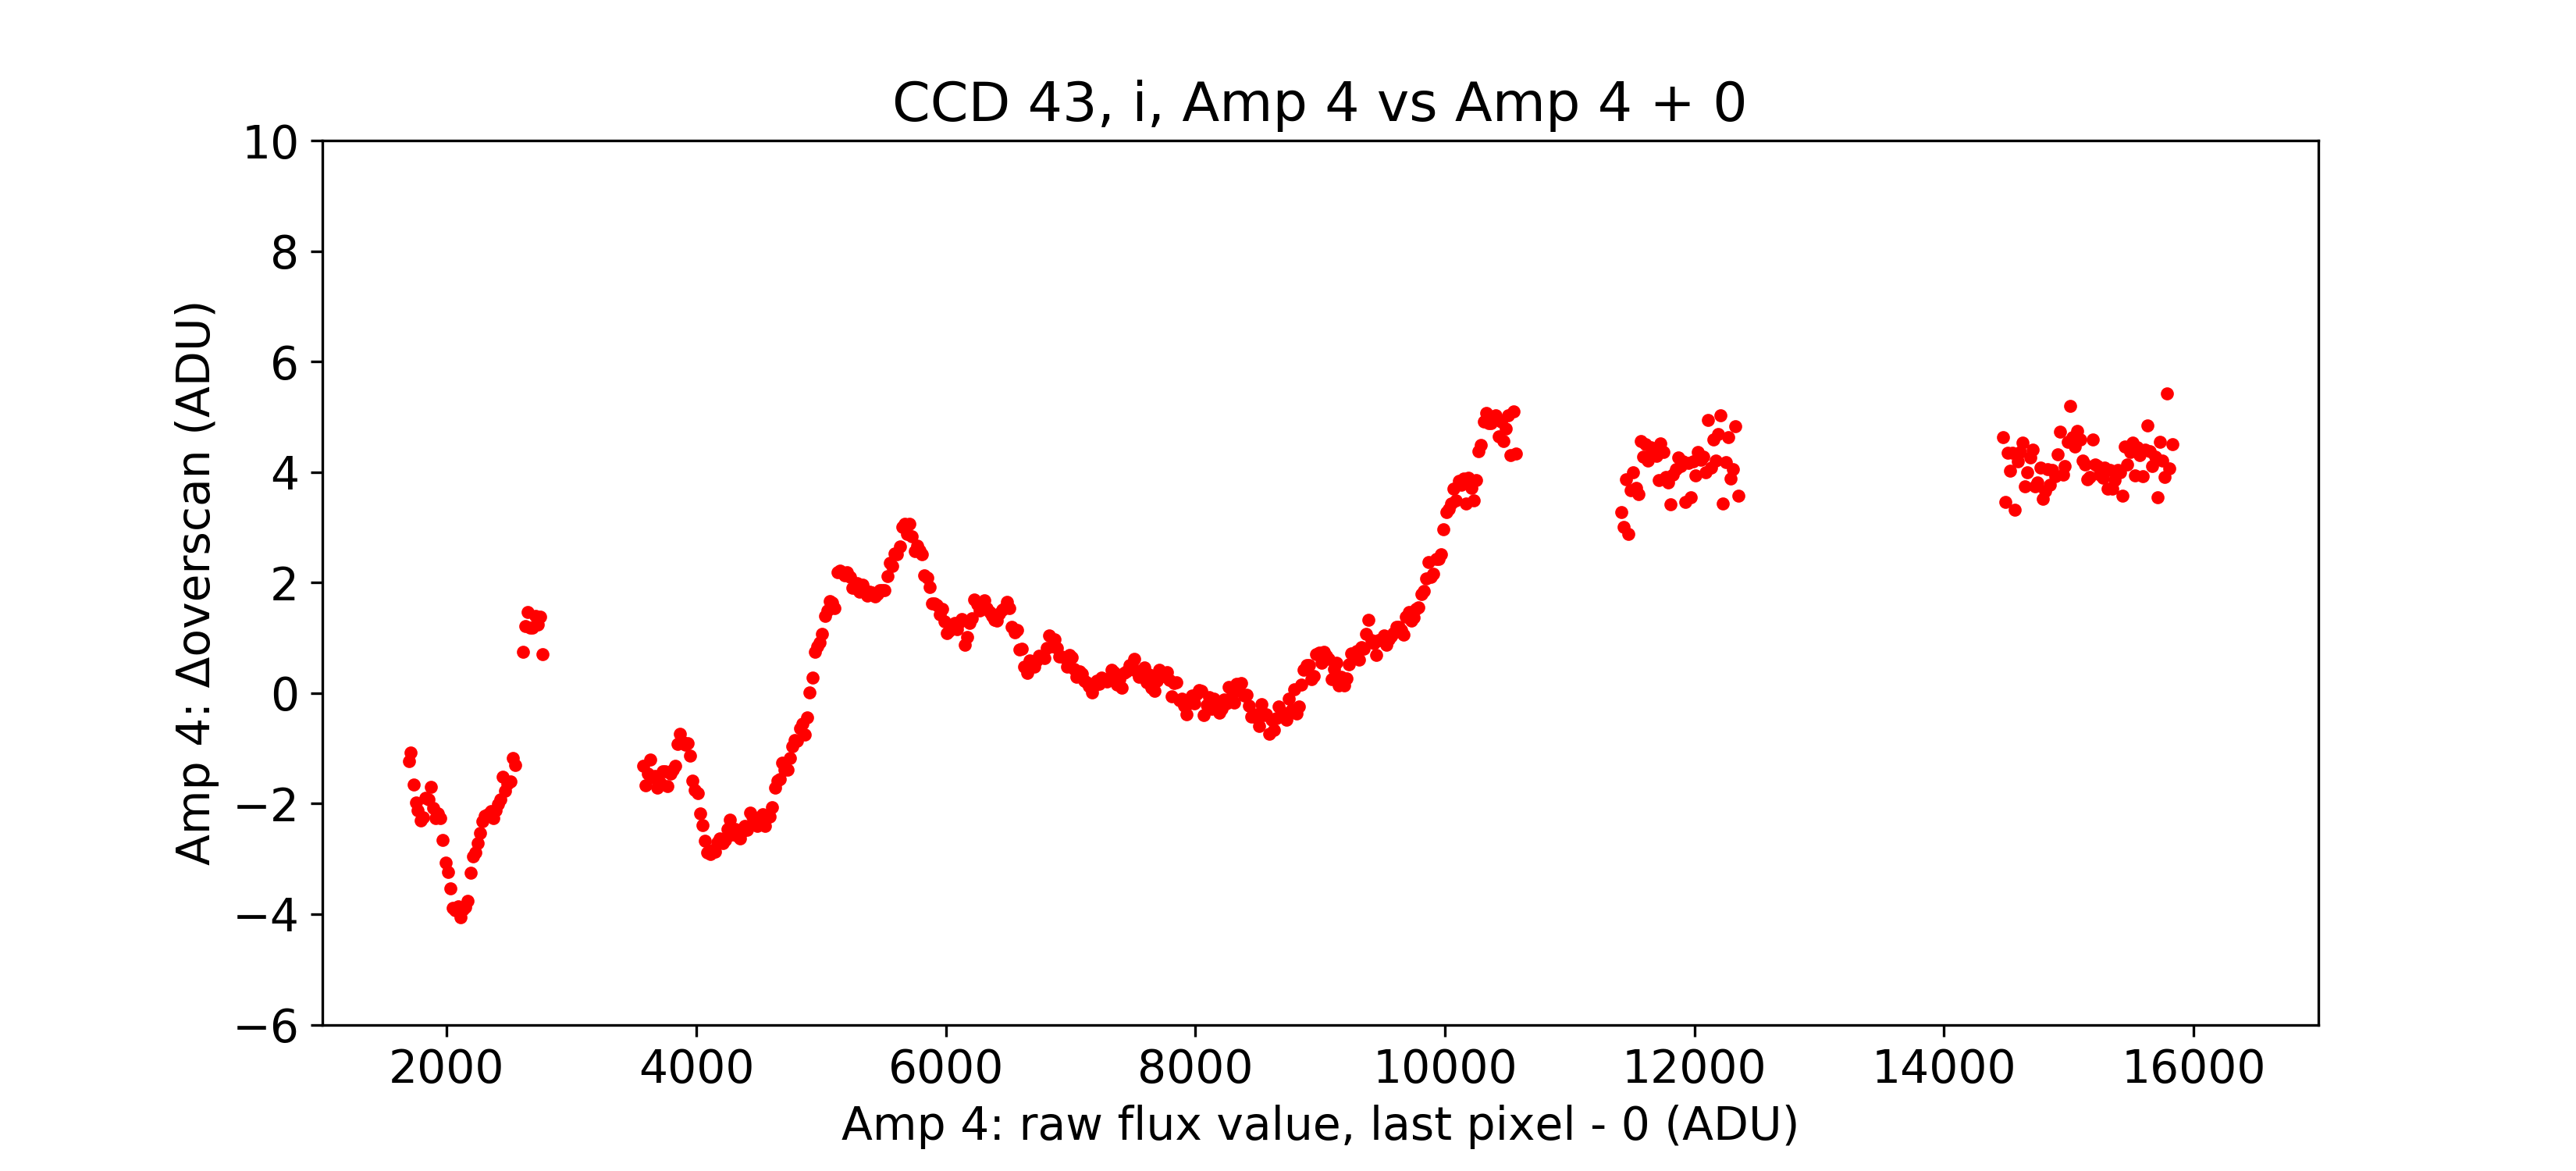 CCD 43, i, Amp 4 vs Amp 4 + 0
10
8
6
4
2
0
−2
−4
−6
Amp 4: Δoverscan (ADU)
2000 4000 6000 8000 10000 12000 14000 16000
Amp 4: raw flux value, last pixel - 0 (ADU)